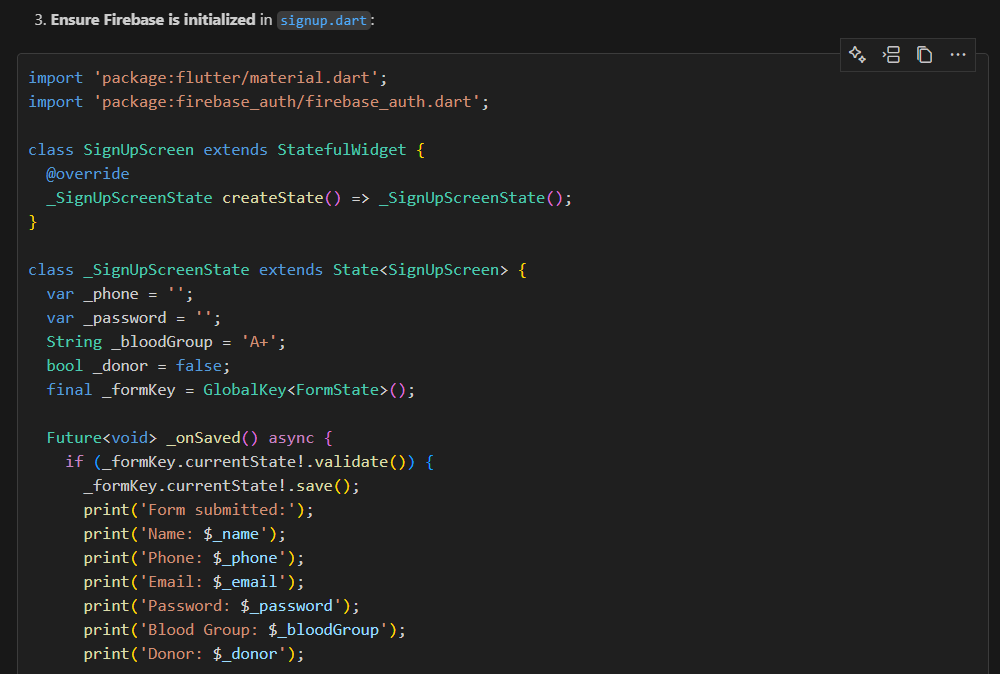 3. Ensure Firebase is initialized in signup.dart:
import 'package:flutter/material.dart';
import 'package:firebase_auth/firebase_auth.dart';

class SignUpScreen extends StatefulWidget {
  @override
  _SignUpScreenState createState() => _SignUpScreenState();
}

class _SignUpScreenState extends State<SignUpScreen> {
  var _phone = '';
  var _password = '';
  String _bloodGroup = 'A+';
  bool _donor = false;
  final _formKey = GlobalKey<FormState>();

  Future<void> _onSaved() async {
    if (_formKey.currentState!.validate()) {
      _formKey.currentState!.save();
      print('Form submitted:');
      print('Name: $_name');
      print('Phone: $_phone');
      print('Email: $_email');
      print('Password: $_password');
      print('Blood Group: $_bloodGroup');
      print('Donor: $_donor');